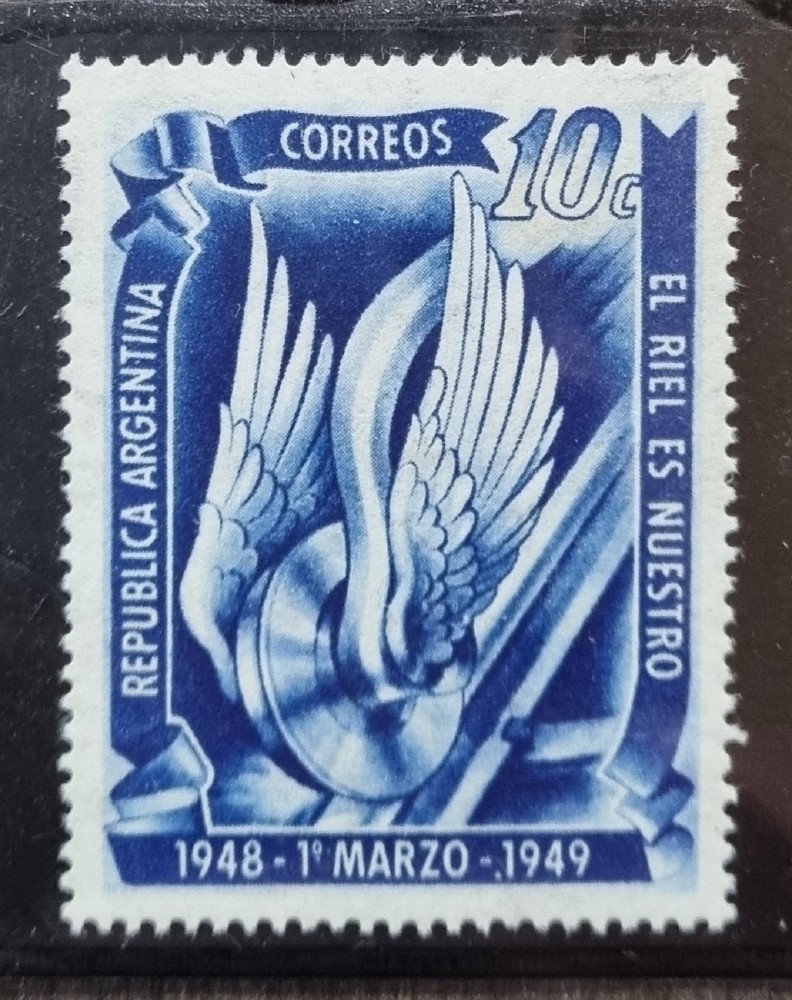 CORREOS
10c
REPUBLICA ARGENTINA
EL RIEL ES NUESTRO
1948 - 1º MARZO - 1949